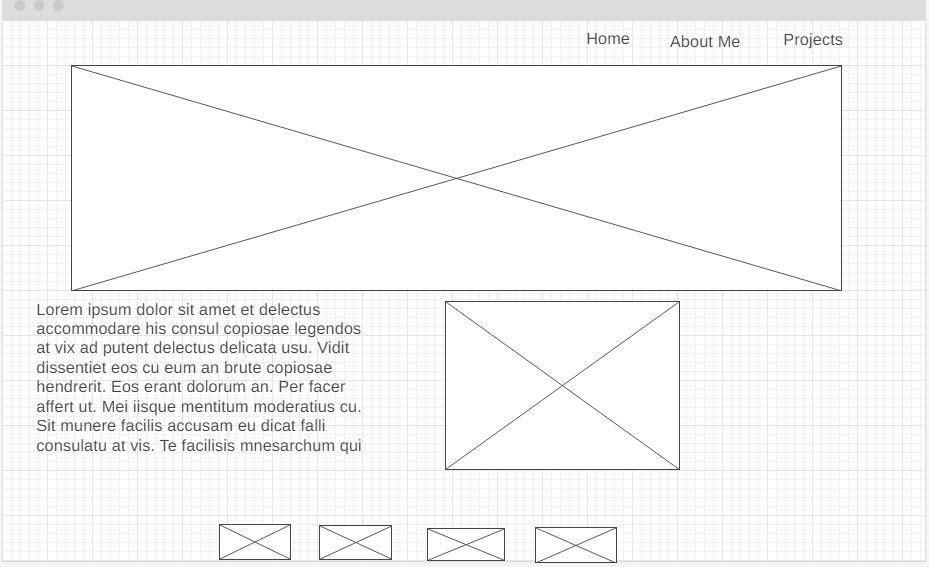 Home About Me Projects
Lorem ipsum dolor sit amet et delectus
accommodare his consul copiosae legendos
at vix ad putent delectus delicata usu. Vidit
dissentiet eos cu eum an brute copiosae
hendrerit. Eos erant dolorum an. Per facer
affert ut. Mei iisque mentitum moderatius cu.
Sit munere facilis accusam eu dicat falli
consulatu at vis. Te facilisis mnesarchum qui